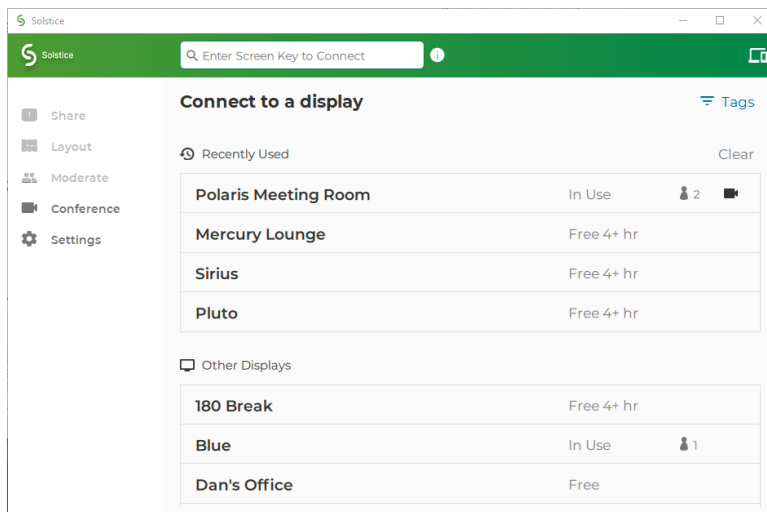 Solstice
Solstice
Enter Screen Key to Connect
Share
Layout
Moderate
Conference
Settings
Connect to a display
Tags
Recently Used
Clear
Polaris Meeting Room In Use 2
Mercury Lounge Free 4+ hr
Sirius Free 4+ hr
Pluto Free 4+ hr
Other Displays
180 Break Free 4+ hr
Blue In Use 1
Dan's Office Free